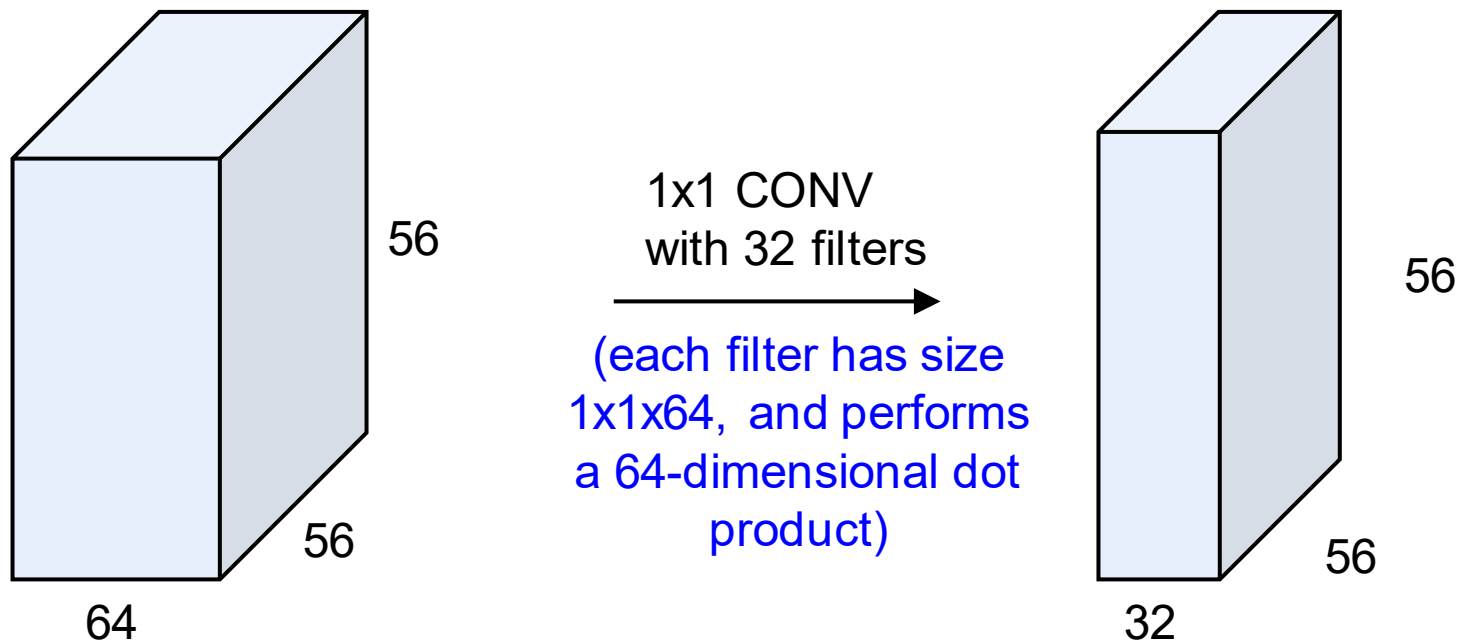 56
56
64
1x1 CONV
with 32 filters
(each filter has size
1x1x64, and performs
a 64-dimensional dot
product)
56
56
32